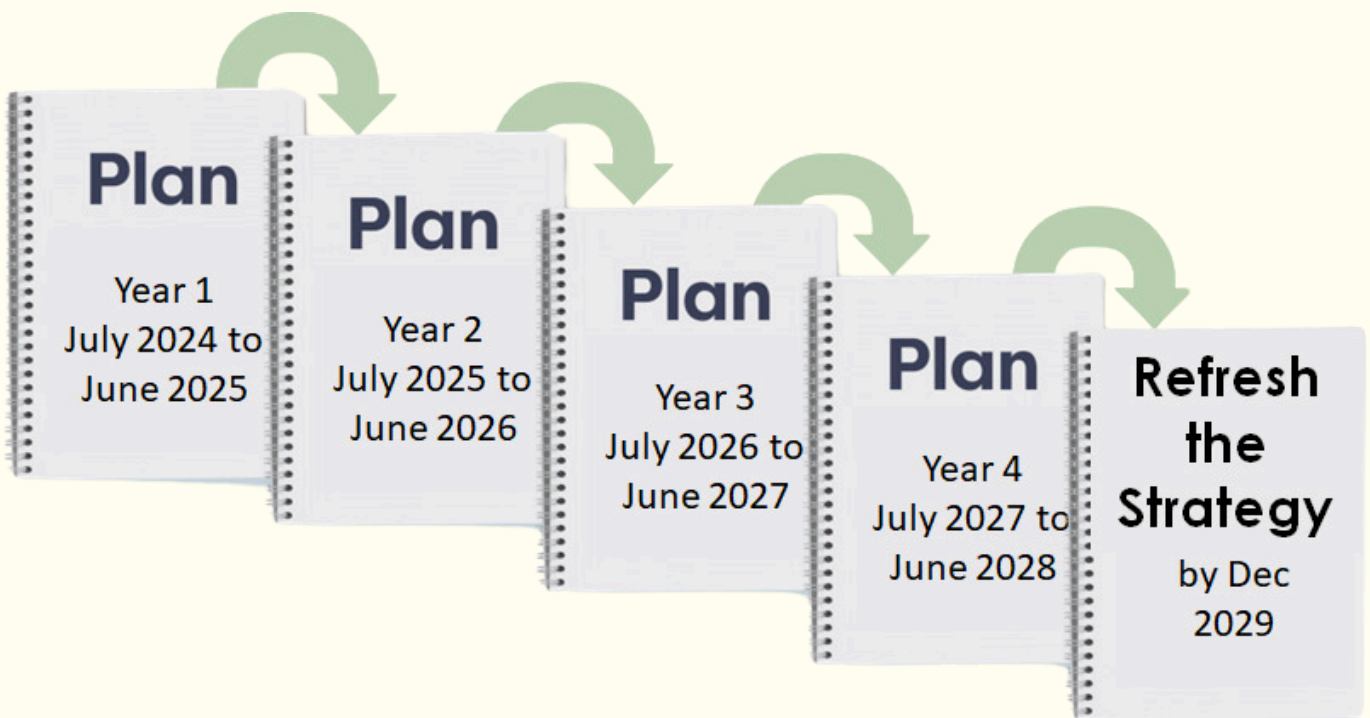 Plan
Year 1
July 2024 to
June 2025
Plan
Year 2
July 2025 to
June 2026
Plan
Year 3
July 2026 to
June 2027
Plan
Year 4
July 2027 to
June 2028
Refresh
the
Strategy
by Dec
2029